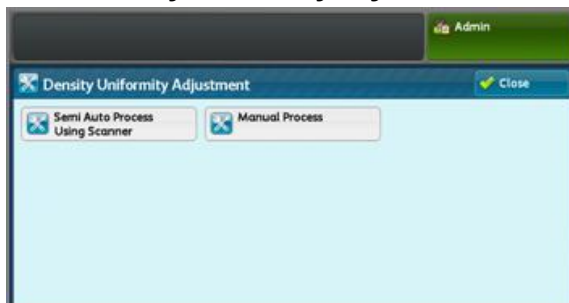 Admin
Density Uniformity Adjustment
Close
Semi Auto Process
Using Scanner
Manual Process